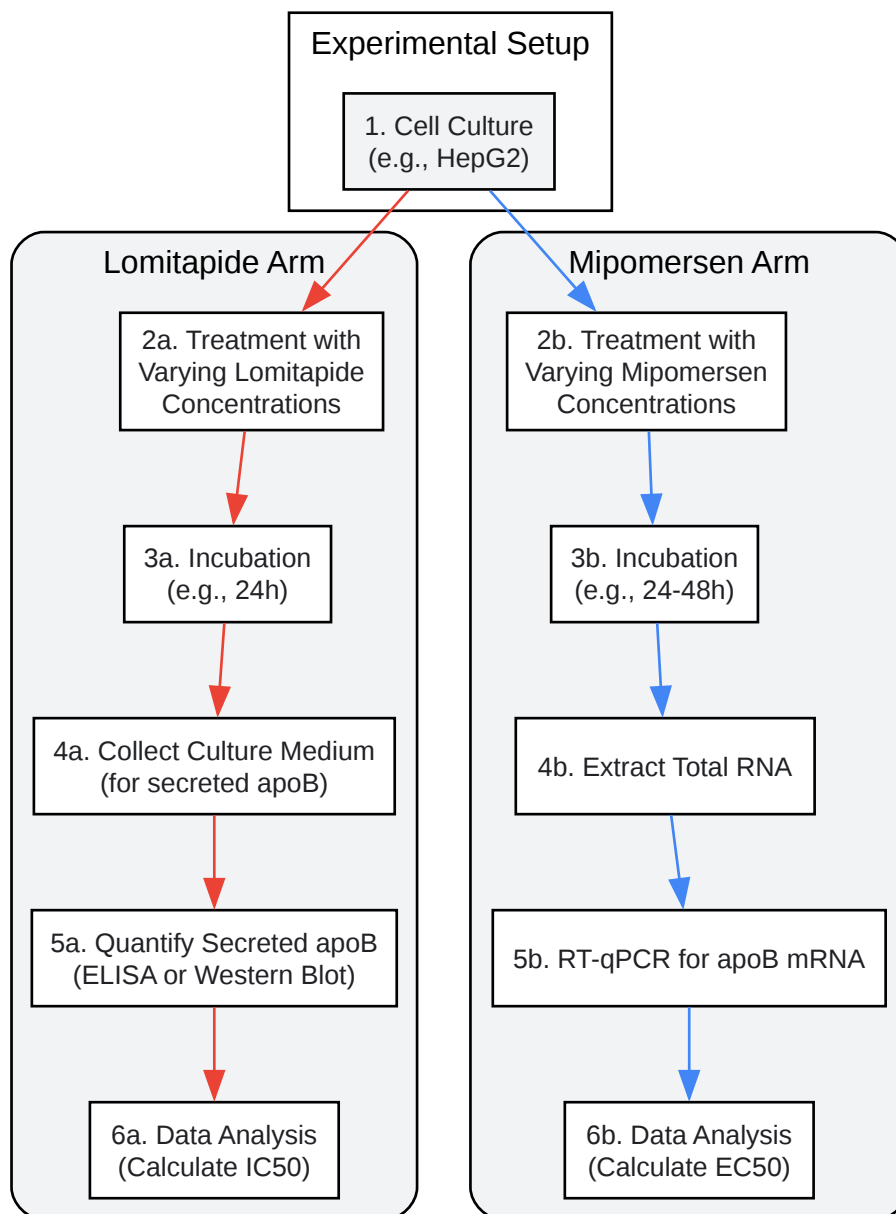 Experimental Setup
1. Cell Culture
(e.g., HepG2)
Lomitapide Arm
2a. Treatment with
Varying Lomitapide
Concentrations
3a. Incubation
(e.g., 24h)
4a. Collect Culture Medium
(for secreted apoB)
5a. Quantify Secreted apoB
(ELISA or Western Blot)
6a. Data Analysis
(Calculate IC50)
Mipomersen Arm
2b. Treatment with
Varying Mipomersen
Concentrations
3b. Incubation
(e.g., 24-48h)
4b. Extract Total RNA
5b. RT-qPCR for apoB mRNA
6b. Data Analysis
(Calculate EC50)